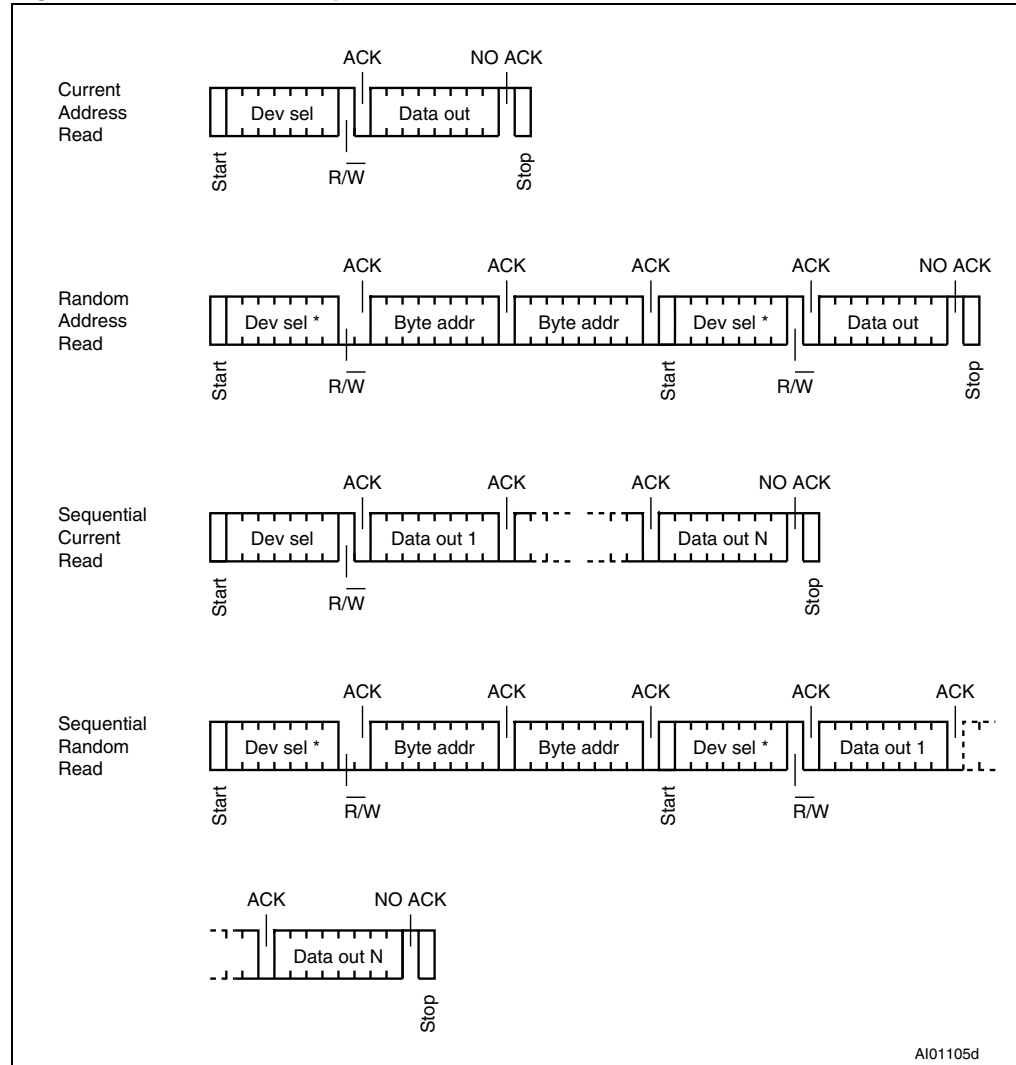 ACK NO ACK
Current
Address
Read
Dev sel Data out
Start R/W̅ Stop
ACK ACK ACK ACK NO ACK
Random
Address
Read
Dev sel * Byte addr Byte addr Dev sel * Data out
Start R/W̅ Start R/W̅ Stop
ACK ACK ACK NO ACK
Sequential
Current
Read
Dev sel Data out 1 Data out N
Start R/W̅ Stop
ACK ACK ACK ACK ACK
Sequential
Random
Read
Dev sel * Byte addr Byte addr Dev sel * Data out 1
Start R̅/W Start R̅/W
ACK NO ACK
Data out N
Stop
AI01105d